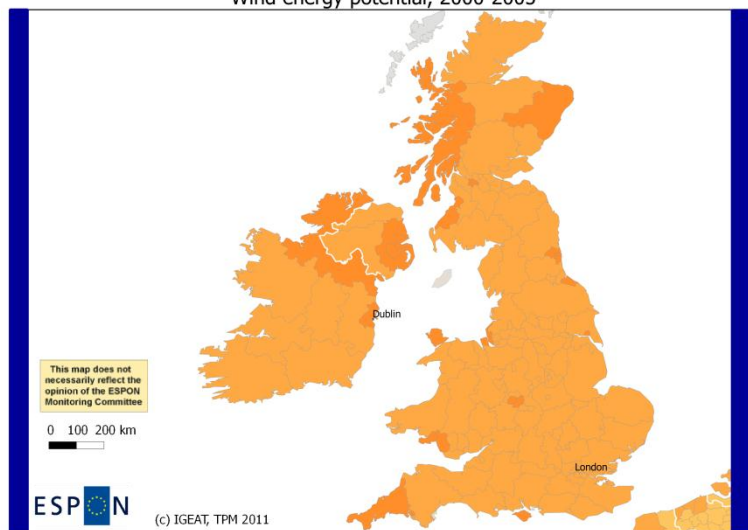 Wind energy potential, 2000-2005
Dublin
This map does not
necessarily reflect the
opinion of the ESPON
Monitoring Committee
0 100 200 km
London
ESPON
(c) IGEAT, TPM 2011